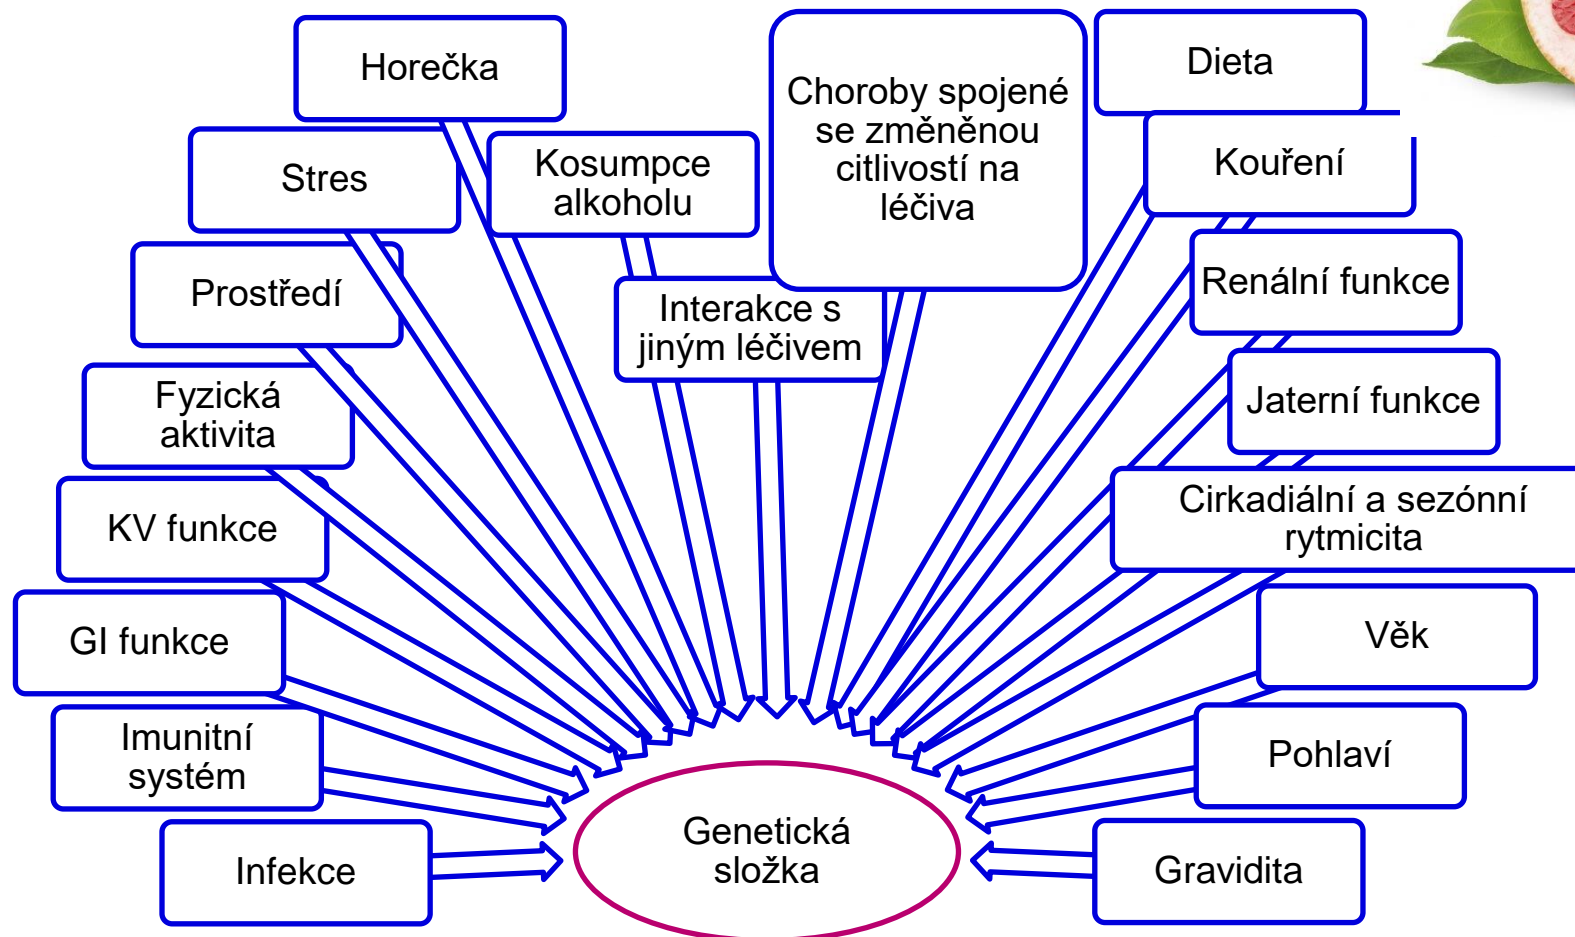 Horečka
Stres
Prostředí
Fyzická
aktivita
KV funkce
GI funkce
Imunitní
systém
Infekce
Kosumpce
alkoholu
Interakce s
jiným léčivem
Choroby spojené
se změněnou
citlivostí na
léčiva
Dieta
Kouření
Renální funkce
Jaterní funkce
Cirkadiální a sezónní
rytmicita
Věk
Pohlaví
Gravidita
Genetická
složka